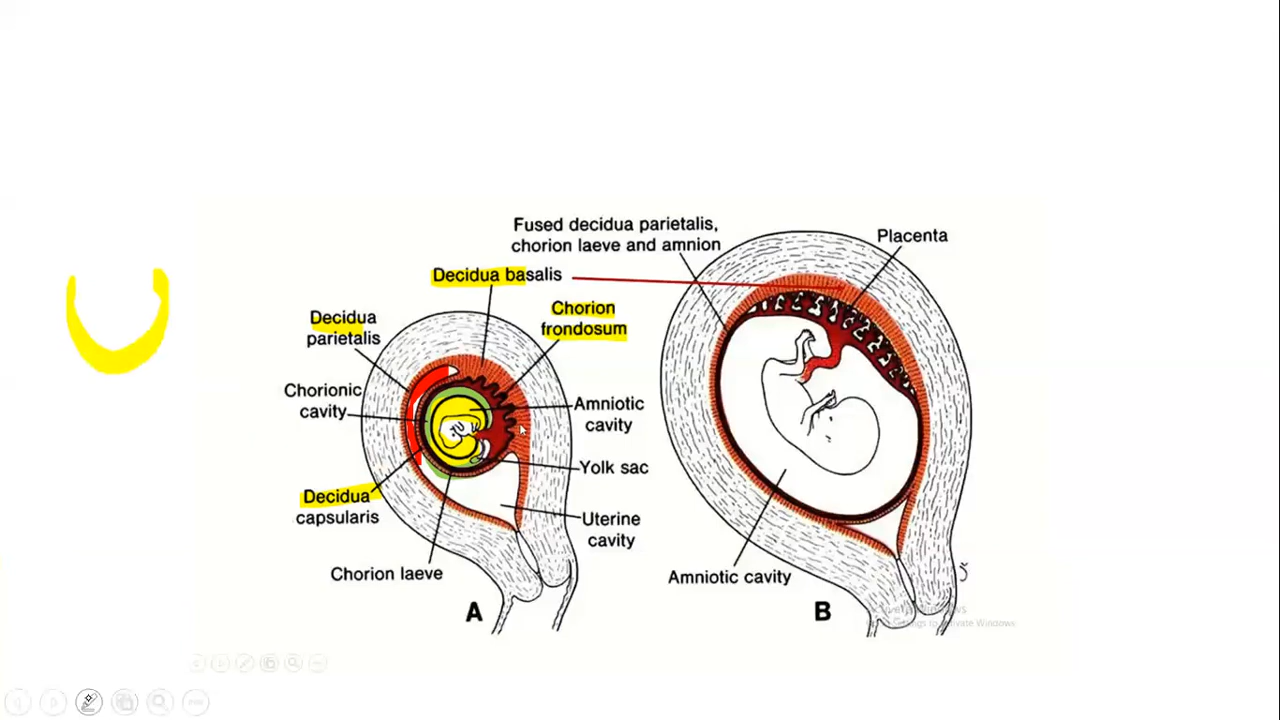 Fused decidua parietalis,
chorion laeve and amnion
Placenta
Decidua basalis
Chorion
frondosum
Decidua
parietalis
Chorionic
cavity
Amniotic
cavity
Yolk sac
Decidua
capsularis
Uterine
cavity
Chorion laeve
Amniotic cavity
A
B